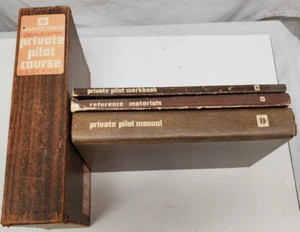 private
pilot
course
private pilot workbook
reference materials
private pilot manual